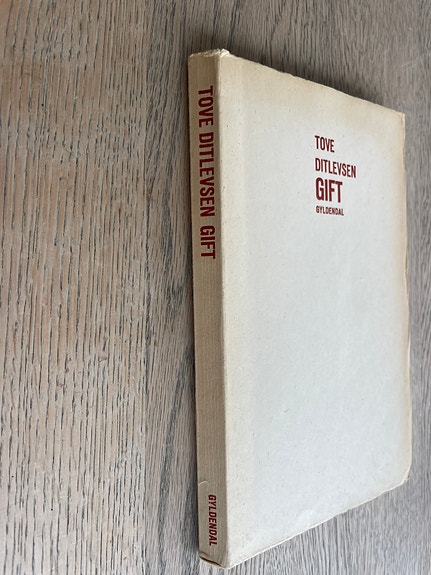 TOVE DITLEVSEN GIFT
GYLDENDAL
TOVE
DITLEVSEN
GIFT
GYLDENDAL